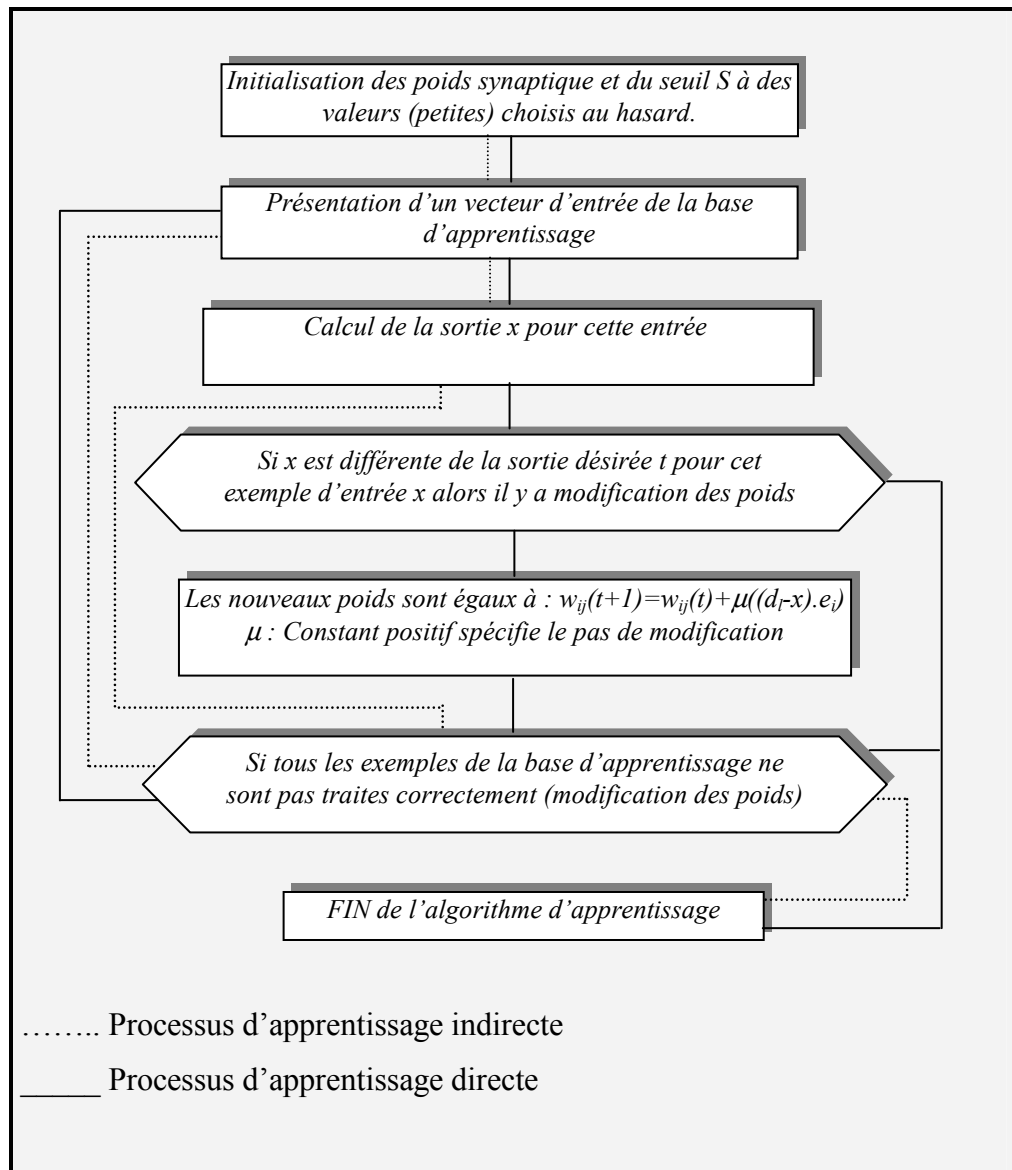 Initialisation des poids synaptique et du seuil S à des
valeurs (petites) choisis au hasard.
Présentation d'un vecteur d'entrée de la base
d'apprentissage
Calcul de la sortie x pour cette entrée
Si x est différente de la sortie désirée t pour cet
exemple d'entrée x alors il y a modification des poids
Les nouveaux poids sont égaux à : w_ij(t+1)=w_ij(t)+μ((d_l-x).e_i)
μ : Constant positif spécifie le pas de modification
Si tous les exemples de la base d'apprentissage ne
sont pas traites correctement (modification des poids)
FIN de l'algorithme d'apprentissage
…….. Processus d'apprentissage indirecte
_____ Processus d'apprentissage directe